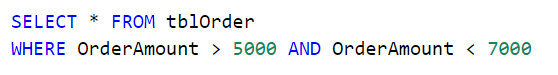 SELECT * FROM tblOrder
WHERE OrderAmount > 5000 AND OrderAmount < 7000